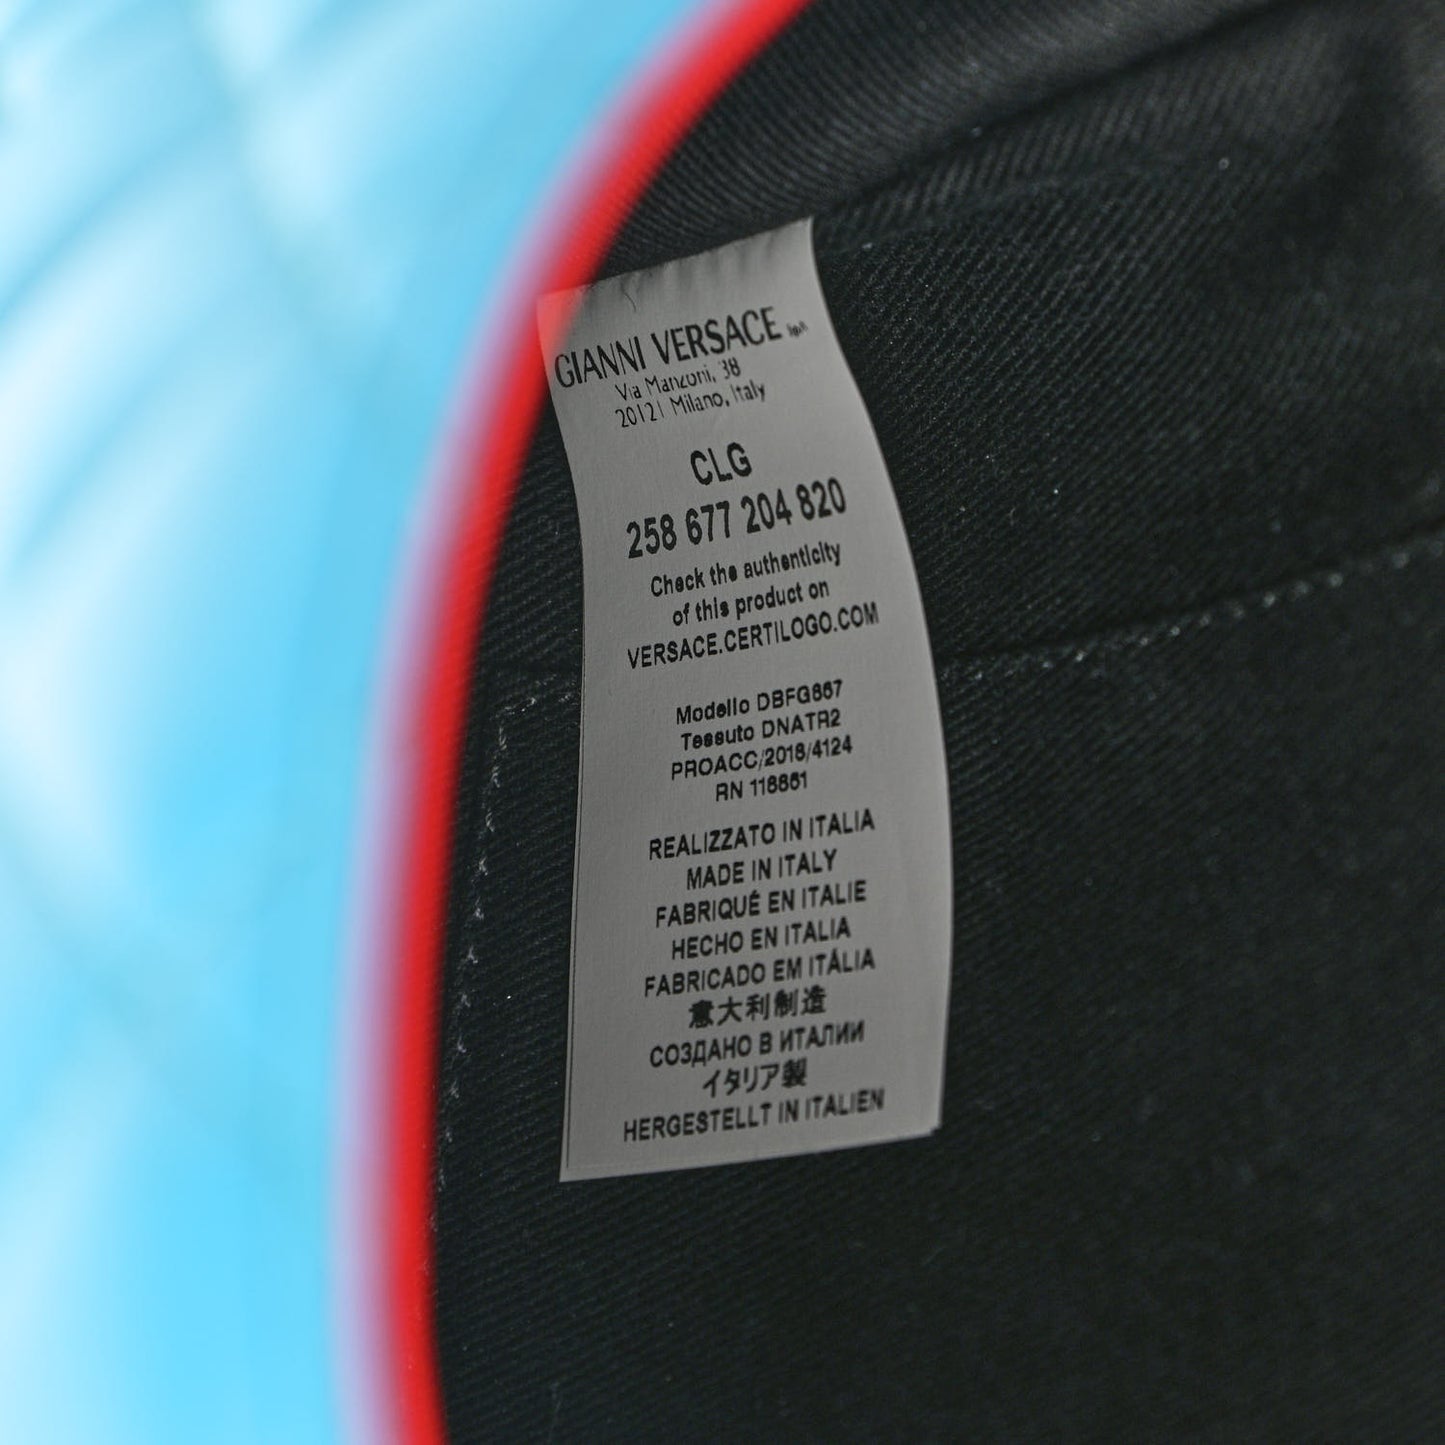 GIANNI VERSACE
Via Manzoni, 38
20121 Milano, Italy
CLG
258 677 204 820
Check the authenticity
of this product on
VERSACE.CERTILOGO.COM
Modello DBFG867
Tessuto DNATR2
PROACC/2018/4124
RN 118861
REALIZZATO IN ITALIA
MADE IN ITALY
FABRIQUÉ EN ITALIE
HECHO EN ITALIA
FABRICADO EM ITÁLIA
意大利制造
СОЗДАНО В ИТАЛИИ
イタリア製
HERGESTELLT IN ITALIEN